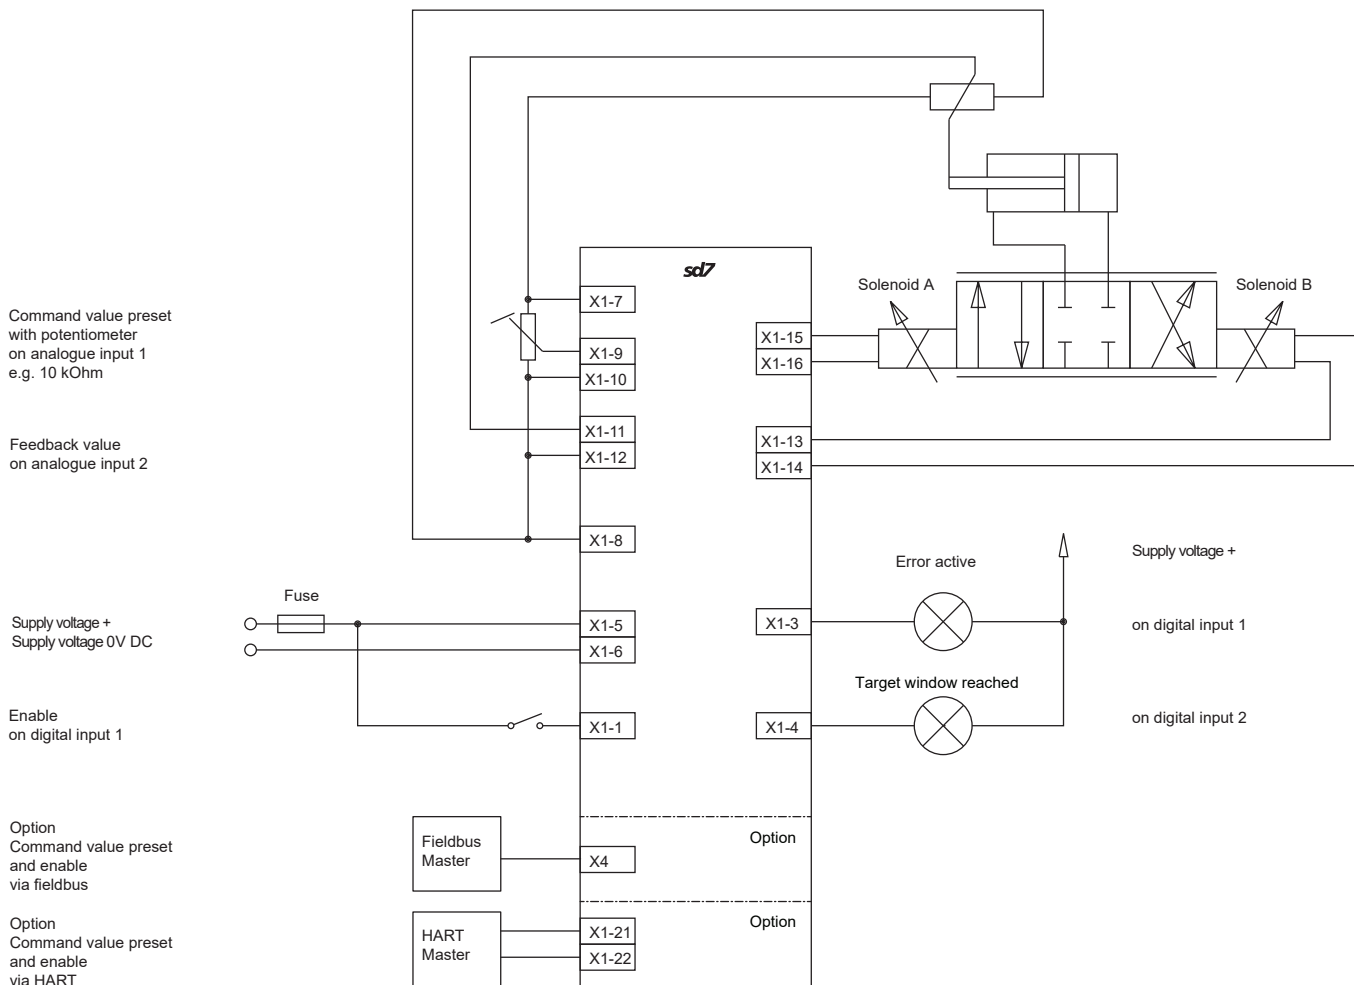 sd7
Command value preset
with potentiometer
on analogue input 1
e.g. 10 kOhm
X1-7
X1-9
X1-10
Feedback value
on analogue input 2
X1-11
X1-12
X1-8
Solenoid A
Solenoid B
X1-15
X1-16
X1-13
X1-14
Fuse
Supply voltage +
Supply voltage 0V DC
X1-5
X1-6
Enable
on digital input 1
X1-1
Error active
X1-3
Supply voltage +
on digital input 1
Target window reached
X1-4
on digital input 2
Option
Command value preset
and enable
via fieldbus
Fieldbus
Master
X4
Option
Option
Command value preset
and enable
via HART
HART
Master
X1-21
X1-22
Option